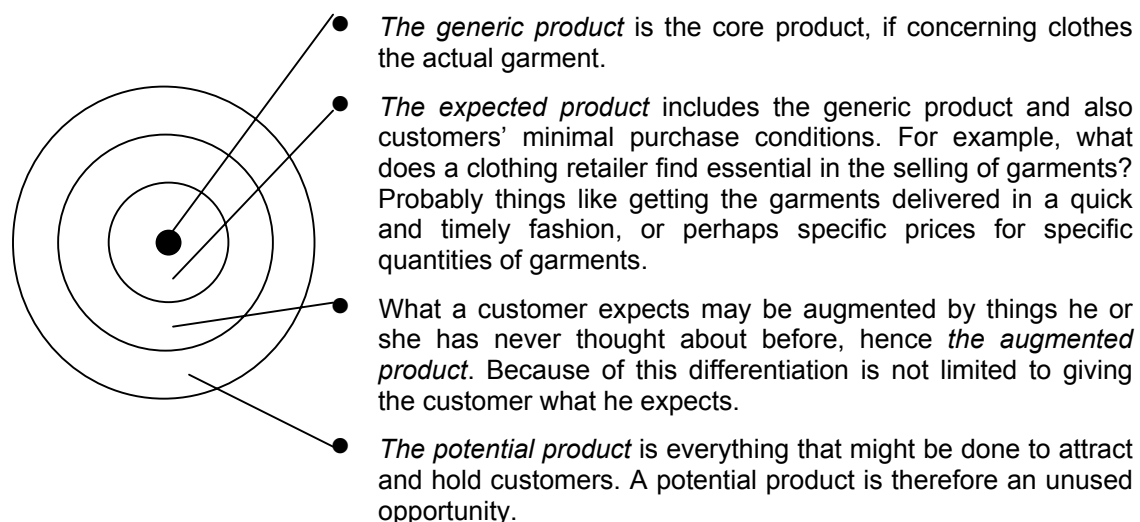 The generic product is the core product, if concerning clothes
the actual garment.
The expected product includes the generic product and also
customers’ minimal purchase conditions. For example, what
does a clothing retailer find essential in the selling of garments?
Probably things like getting the garments delivered in a quick
and timely fashion, or perhaps specific prices for specific
quantities of garments.
What a customer expects may be augmented by things he or
she has never thought about before, hence the augmented
product. Because of this differentiation is not limited to giving
the customer what he expects.
The potential product is everything that might be done to attract
and hold customers. A potential product is therefore an unused
opportunity.